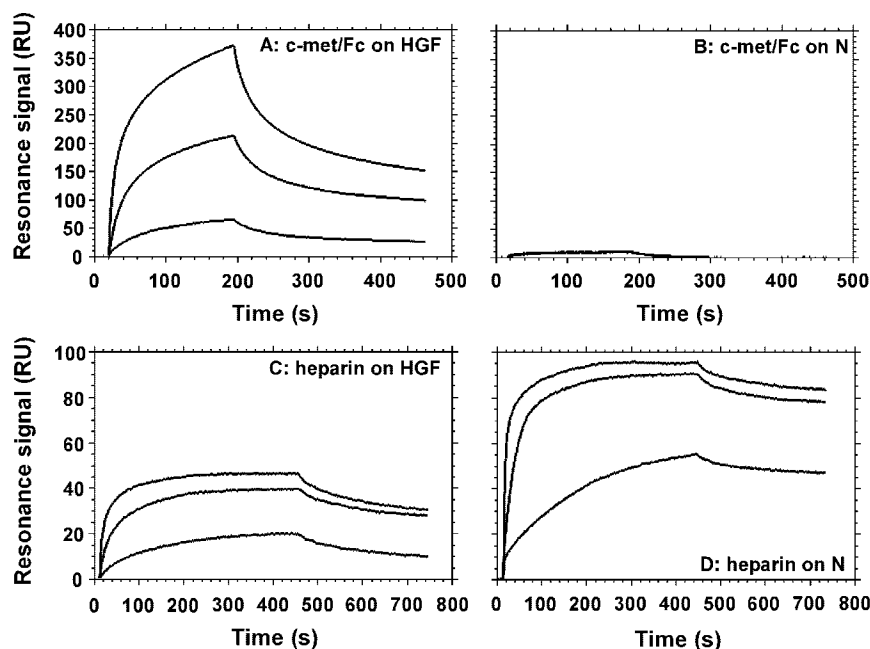 Resonance signal (RU)
400
350
300
250
200
150
100
50
0
A: c-met/Fc on HGF
0 100 200 300 400 500
Time (s)
B: c-met/Fc on N
0 100 200 300 400 500
Time (s)
Resonance signal (RU)
100
80
60
40
20
0
C: heparin on HGF
0 100 200 300 400 500 600 700 800
Time (s)
D: heparin on N
0 100 200 300 400 500 600 700 800
Time (s)